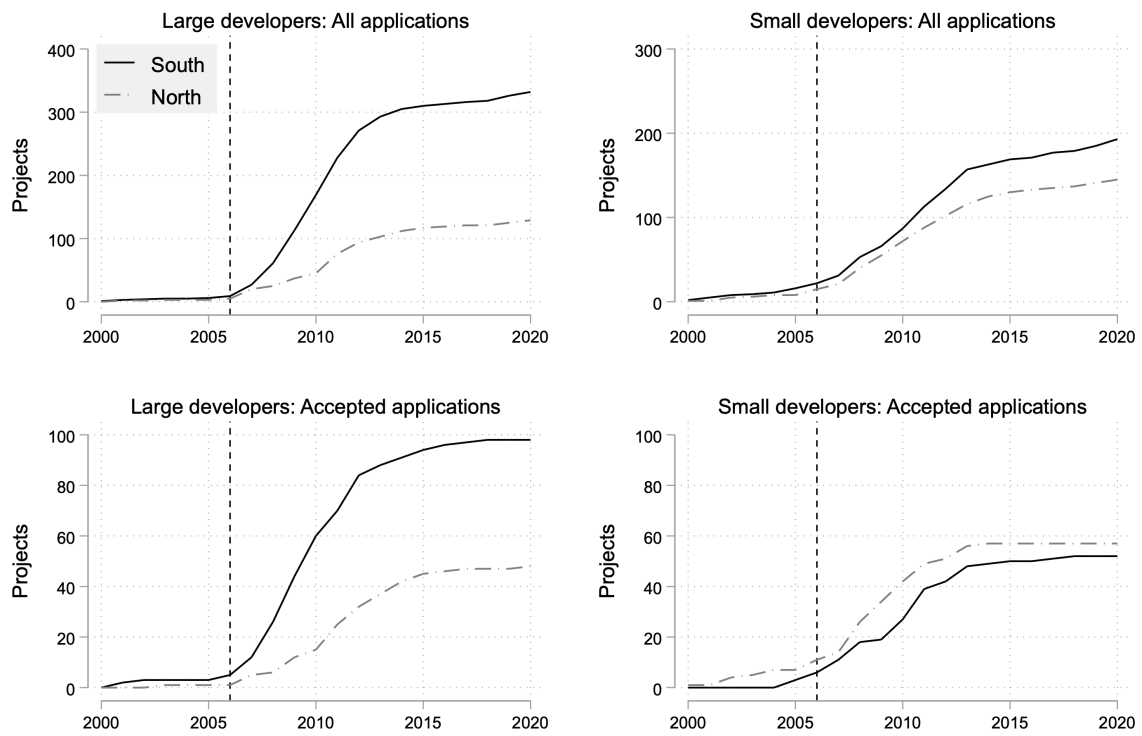 Large developers: All applications
Small developers: All applications
400
300
200
100
0
Projects
South
North
2000 2005 2010 2015 2020
300
200
100
0
Projects
2000 2005 2010 2015 2020
Large developers: Accepted applications
Small developers: Accepted applications
100
80
60
40
20
0
Projects
2000 2005 2010 2015 2020
100
80
60
40
20
0
Projects
2000 2005 2010 2015 2020